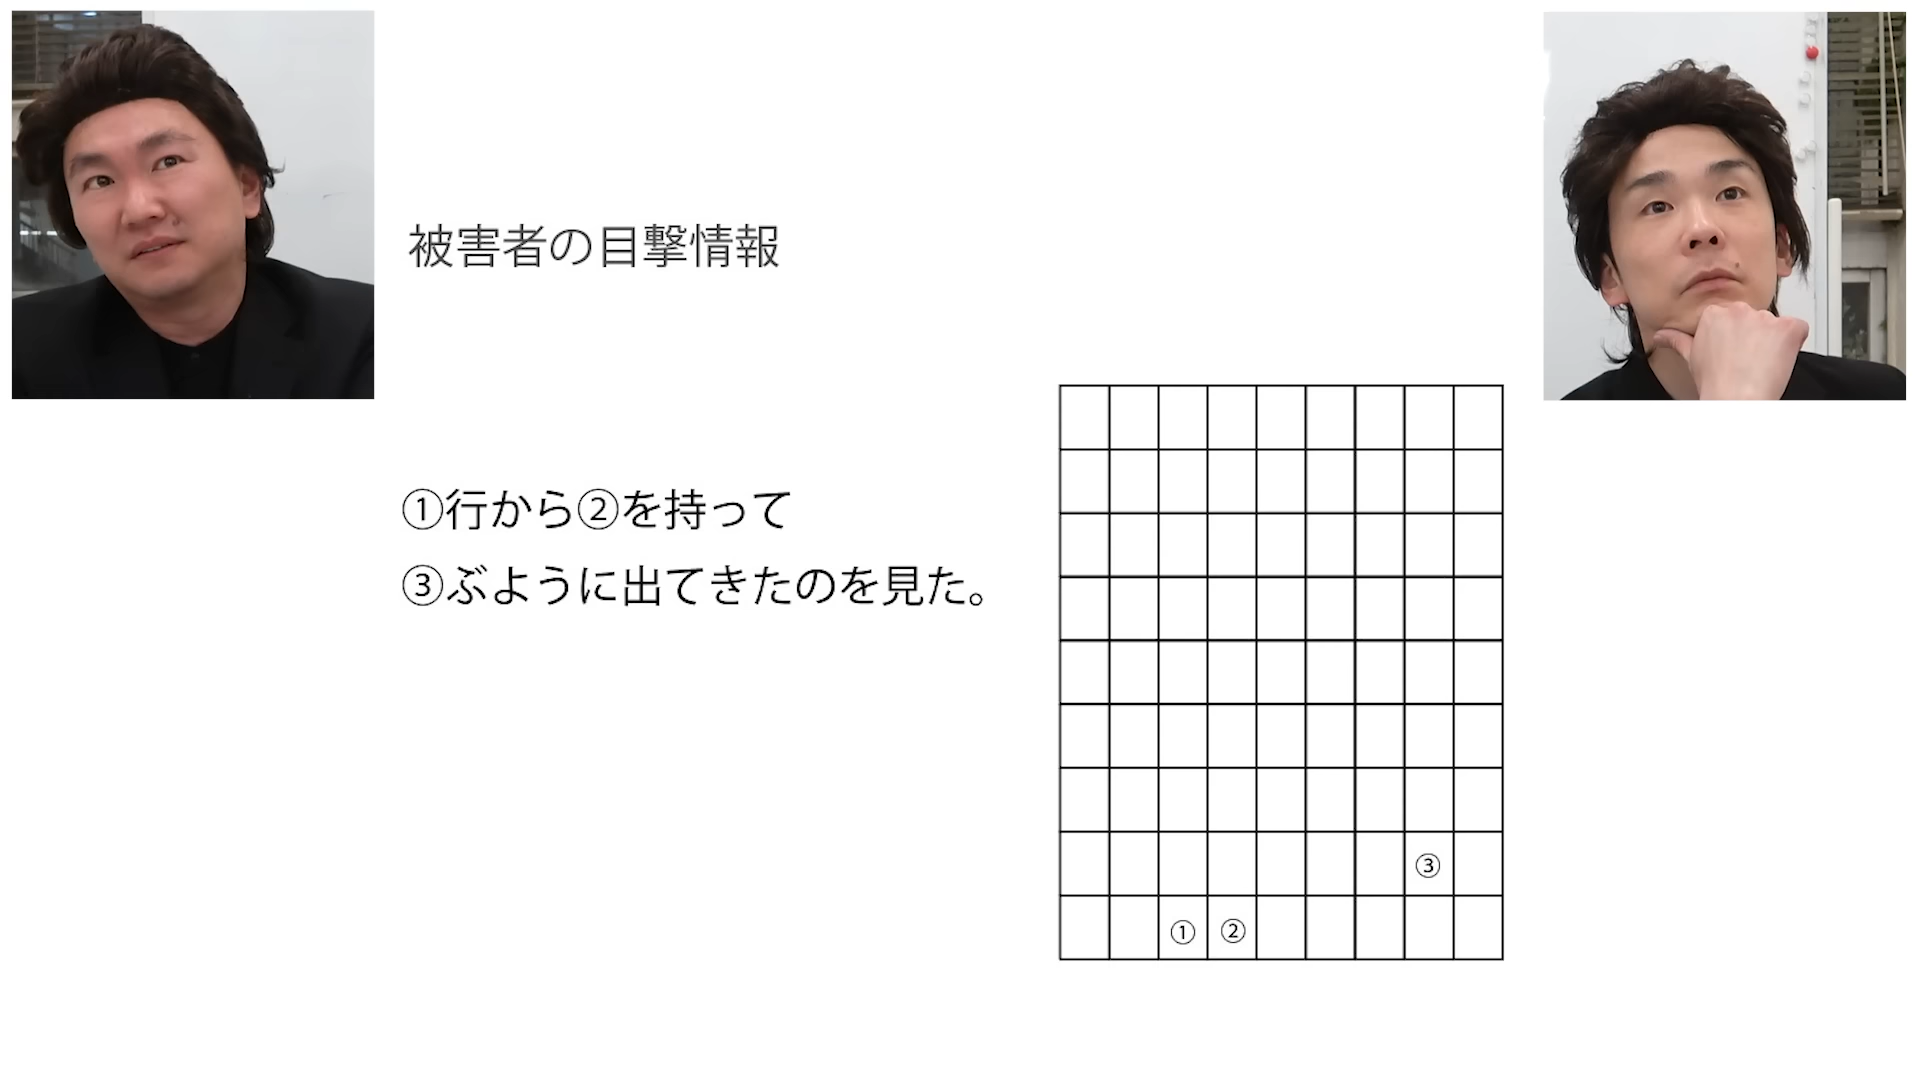 被害者の目撃情報
①行から②を持って
③ぶように出てきたのを見た。
③
① ②